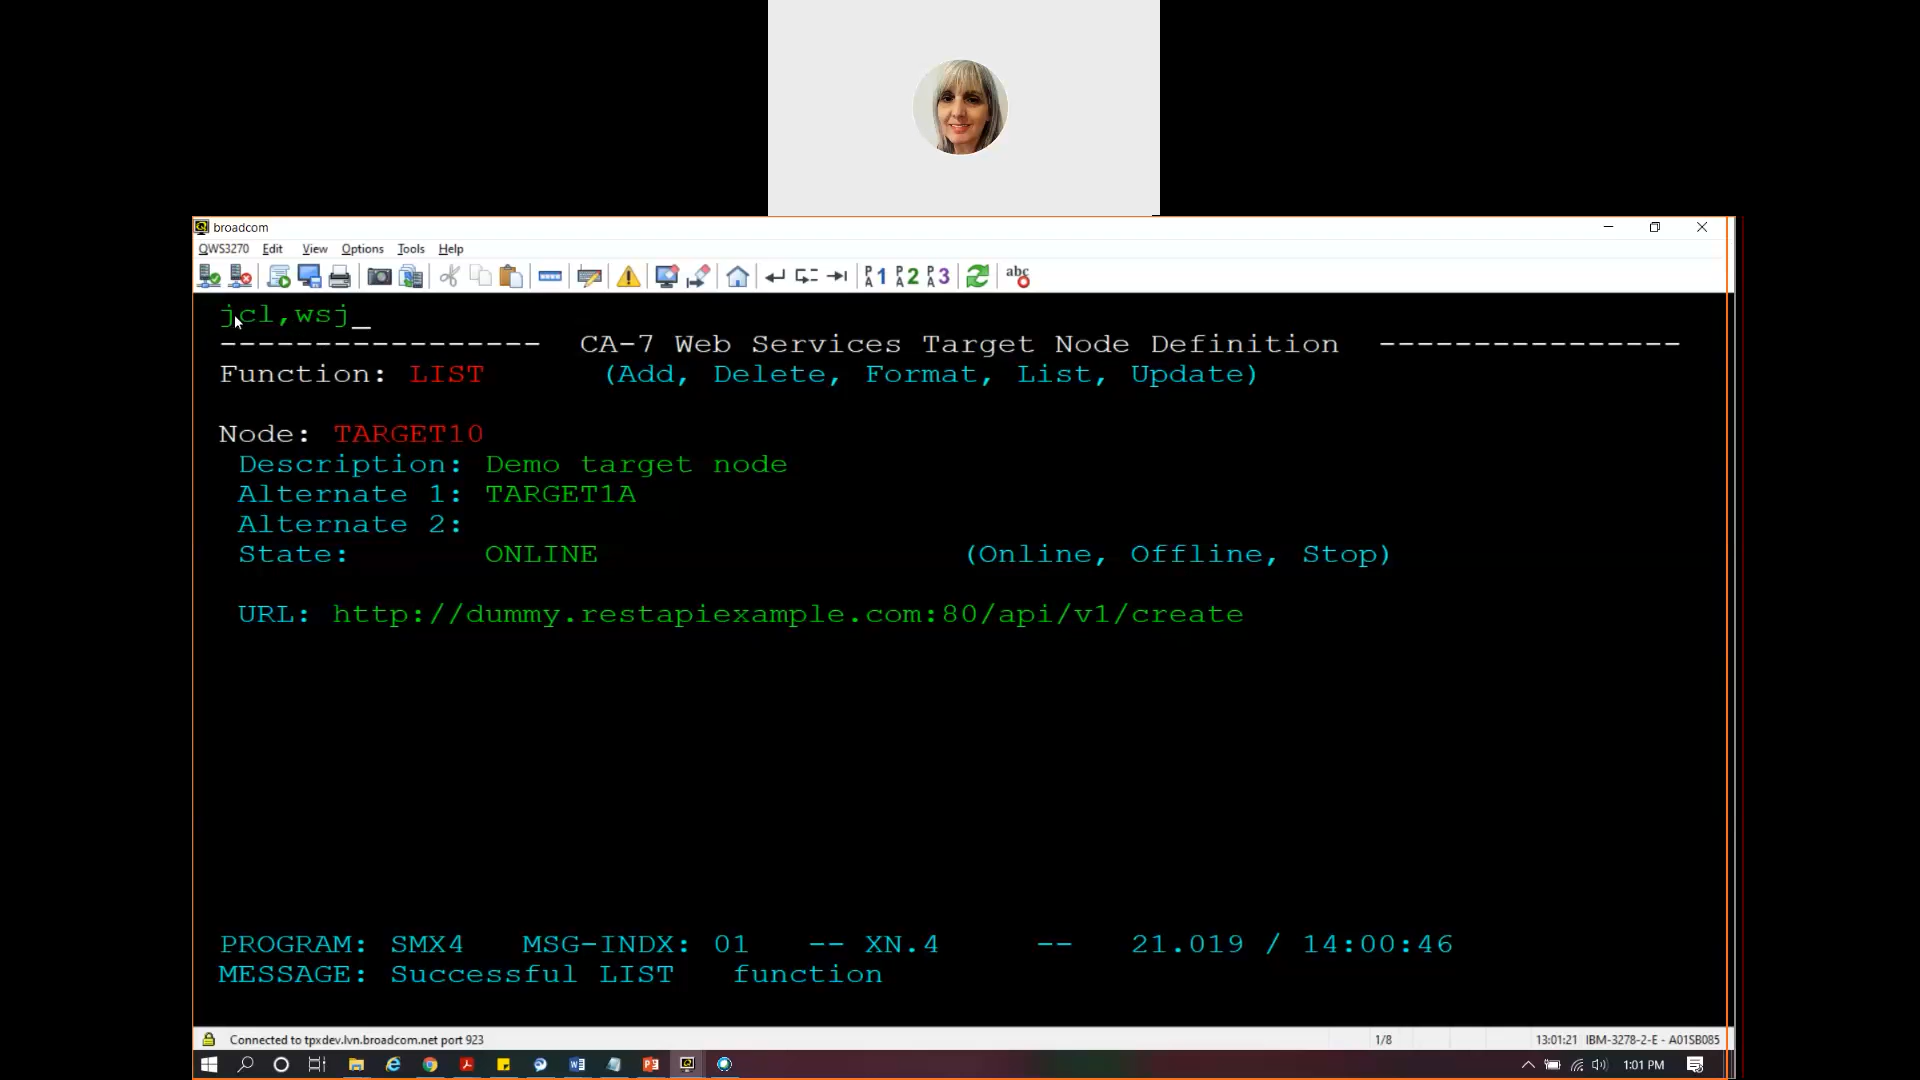 broadcom
QWS3270 Edit View Options Tools Help
PA1 PA2 PA3 abc
jcl,wsj_
----------------- CA-7 Web Services Target Node Definition ----------------
Function: LIST (Add, Delete, Format, List, Update)
Node: TARGET10
Description: Demo target node
Alternate 1: TARGET1A
Alternate 2:
State: ONLINE (Online, Offline, Stop)
URL: http://dummy.restapiexample.com:80/api/v1/create
PROGRAM: SMX4 MSG-INDX: 01 -- XN.4 -- 21.019 / 14:00:46
MESSAGE: Successful LIST function
Connected to tpxdev.lvn.broadcom.net port 923 1/8 13:01:21 IBM-3278-2-E - A01SB085
1:01 PM